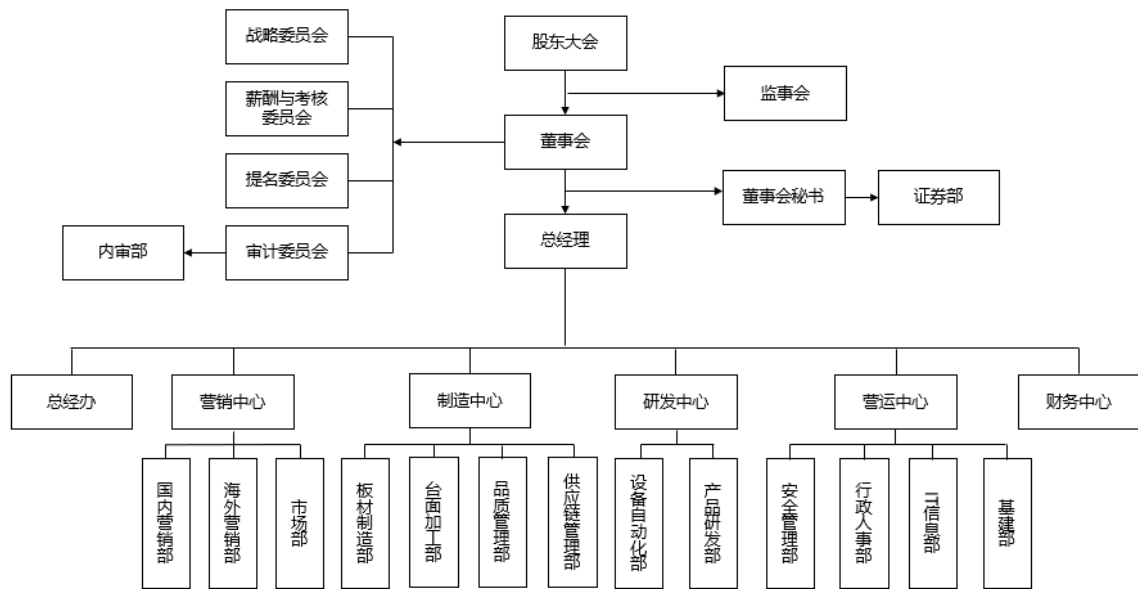 战略委员会
股东大会
薪酬与考核
委员会
监事会
董事会
提名委员会
董事会秘书
证券部
总经理
内审部
审计委员会
总经办
营销中心
制造中心
研发中心
营运中心
财务中心
国内营销部
海外营销部
市场部
板材制造部
台面加工部
品质管理部
供应链管理部
设备自动化部
产品研发部
安全管理部
行政人事部
IT信息部
基建部